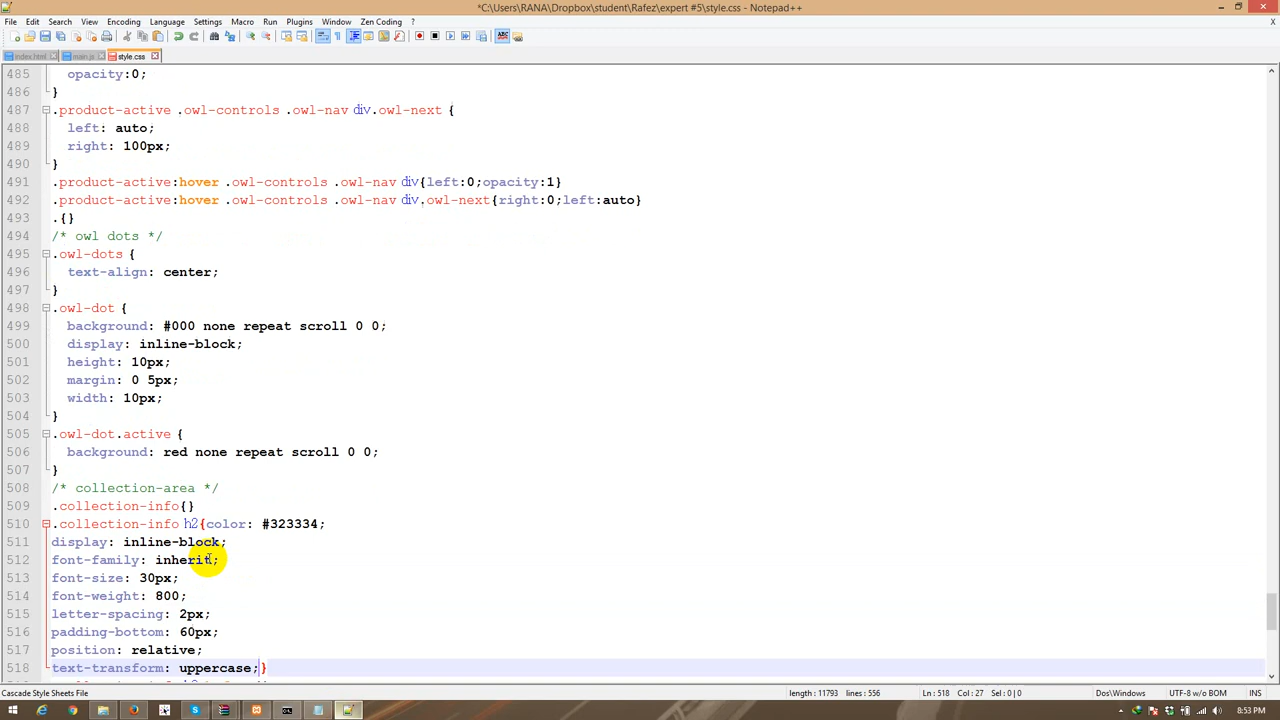 *C:\Users\RANA\Dropbox\student\Rafez\expert #5\style.css - Notepad++
File Edit Search View Encoding Language Settings Macro Run Plugins Window Zen Coding ? X
index.html main.js style.css
485 opacity:0;
486 }
487 .product-active .owl-controls .owl-nav div.owl-next {
488 left: auto;
489 right: 100px;
490 }
491 .product-active:hover .owl-controls .owl-nav div{left:0;opacity:1}
492 .product-active:hover .owl-controls .owl-nav div.owl-next{right:0;left:auto}
493 .{}
494 /* owl dots */
495 .owl-dots {
496 text-align: center;
497 }
498 .owl-dot {
499 background: #000 none repeat scroll 0 0;
500 display: inline-block;
501 height: 10px;
502 margin: 0 5px;
503 width: 10px;
504 }
505 .owl-dot.active {
506 background: red none repeat scroll 0 0;
507 }
508 /* collection-area */
509 .collection-info{}
510 .collection-info h2{color: #323334;
511 display: inline-block;
512 font-family: inherit;
513 font-size: 30px;
514 font-weight: 800;
515 letter-spacing: 2px;
516 padding-bottom: 60px;
517 position: relative;
518 text-transform: uppercase;}
Cascade Style Sheets File length : 11793 lines : 556 Ln : 518 Col : 27 Sel : 0 | 0 Dos\Windows UTF-8 w/o BOM INS
8:53 PM